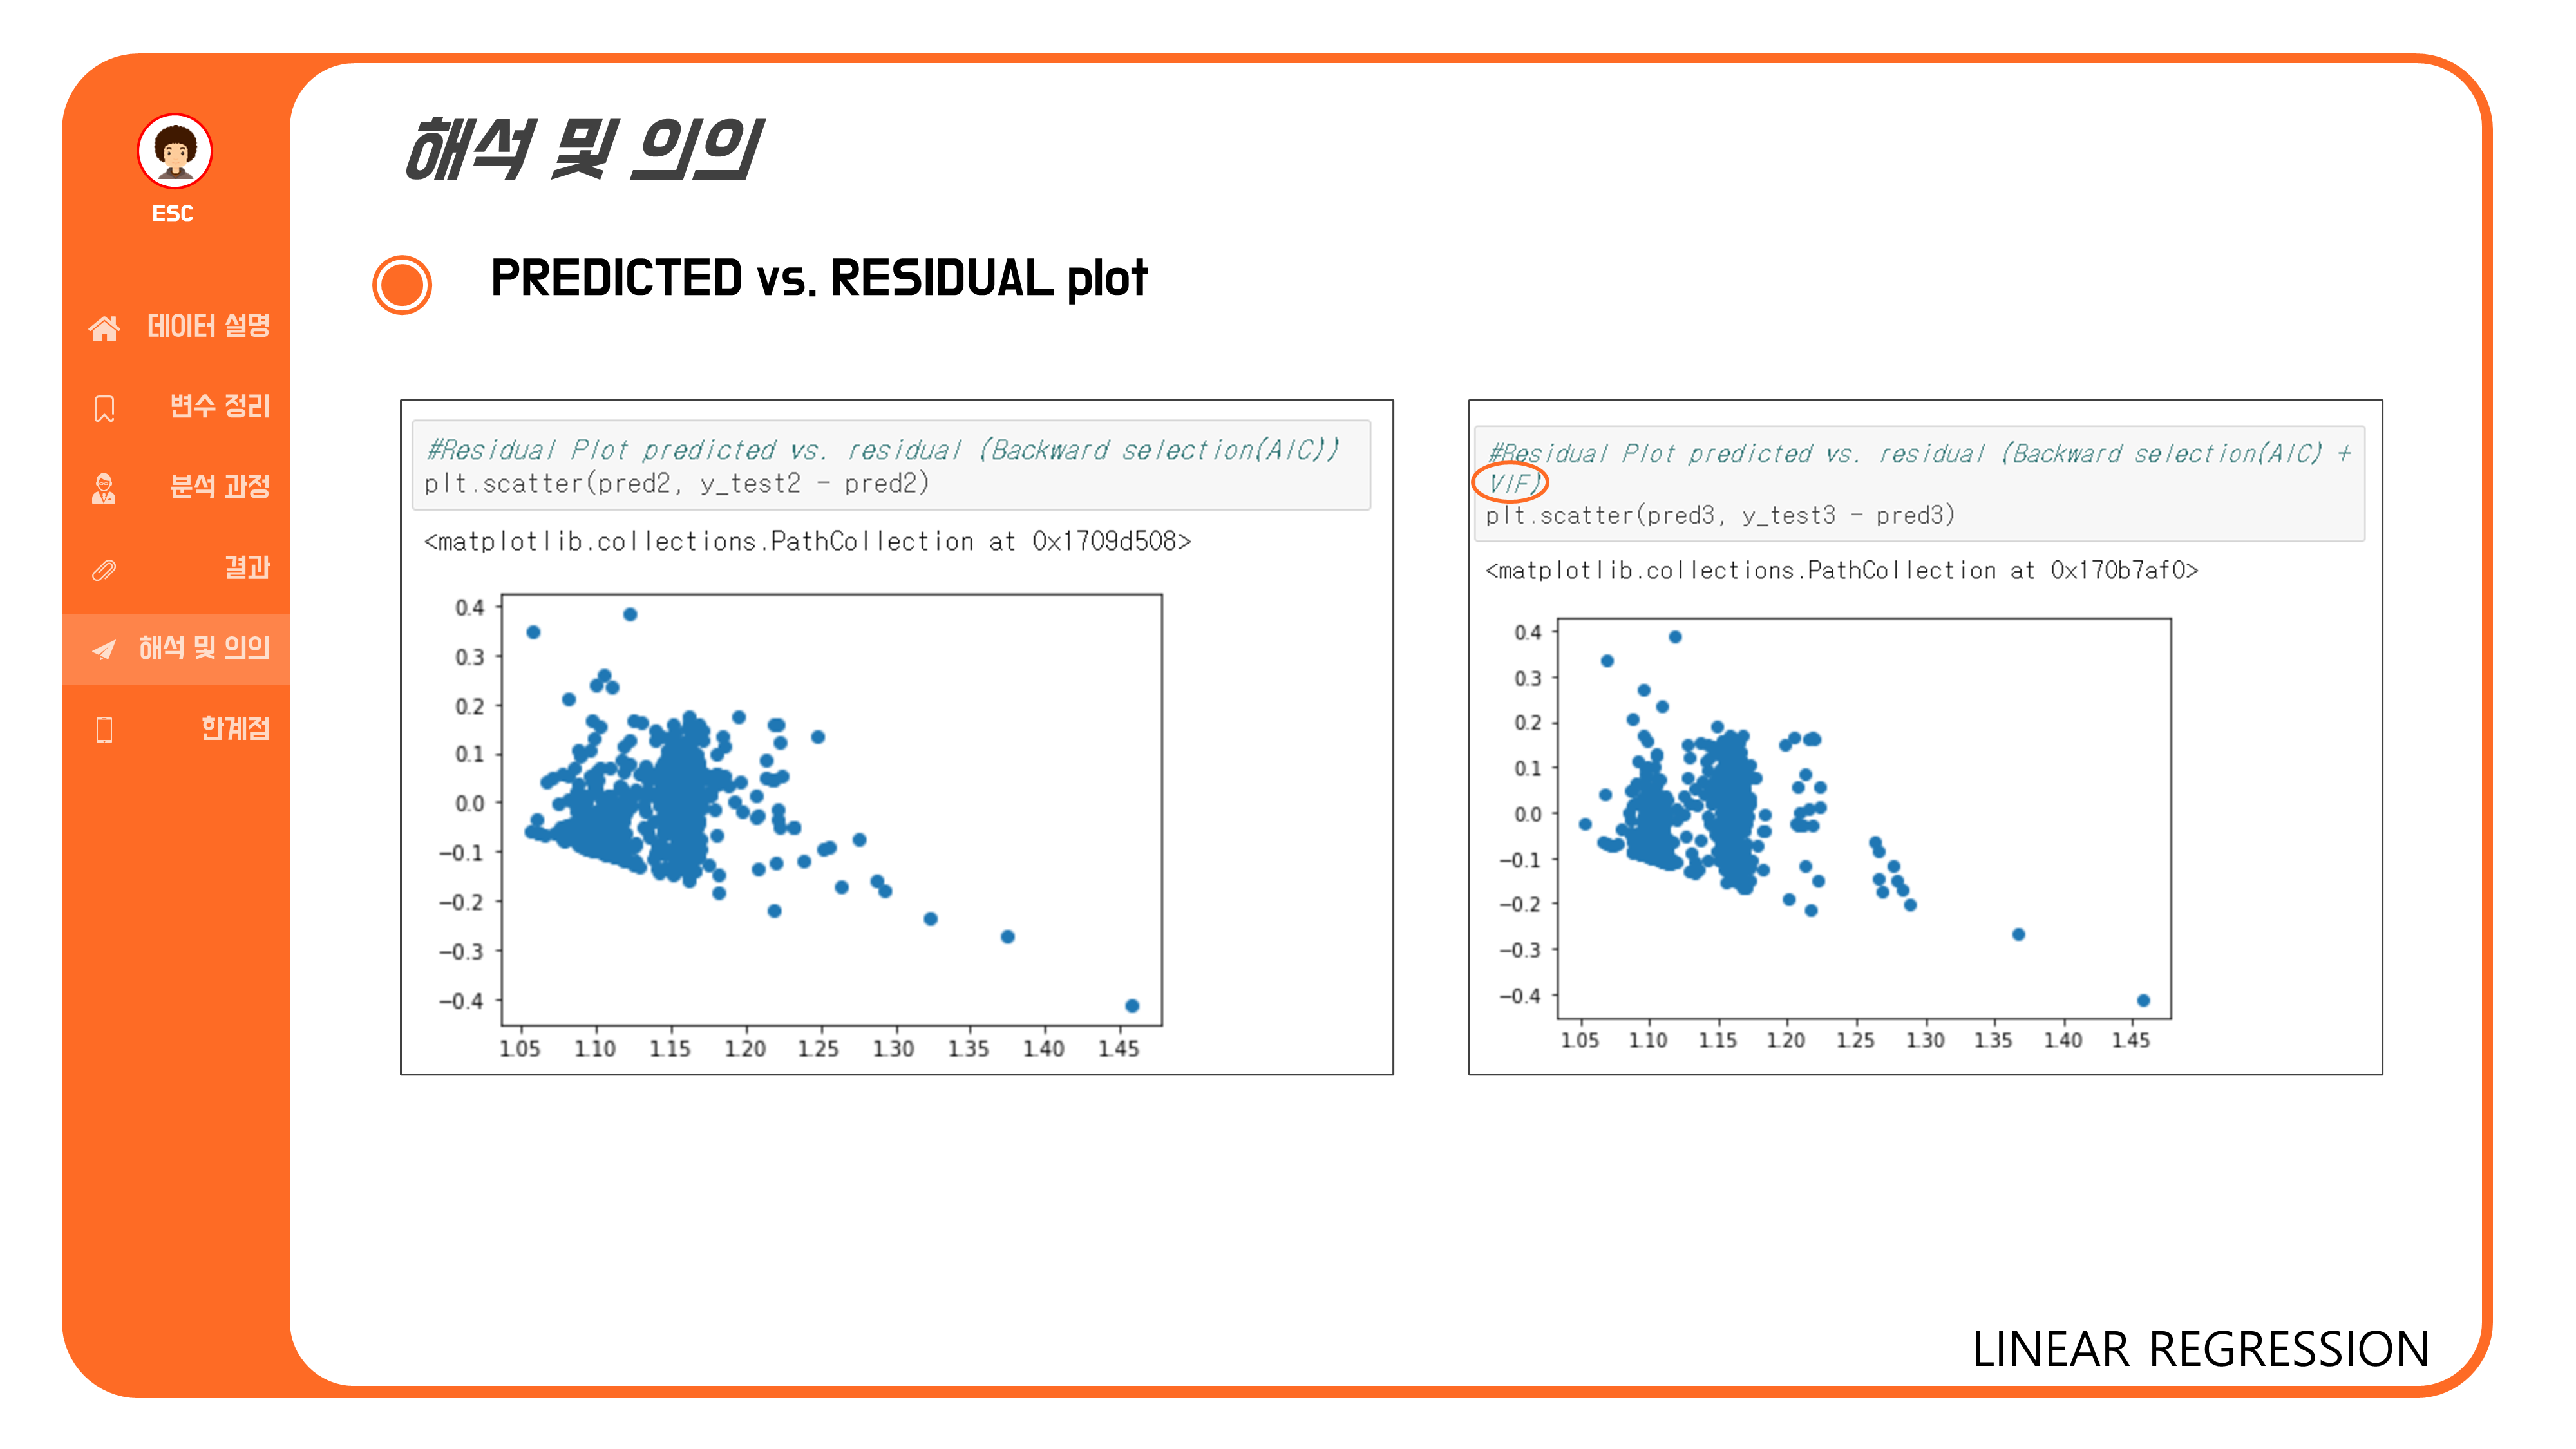 ESC
데이터 설명
변수 정리
분석 과정
결과
해석 및 의의
한계점
해석 및 의의
PREDICTED vs. RESIDUAL plot
#Residual Plot predicted vs. residual (Backward selection(AIC))
plt.scatter(pred2, y_test2 - pred2)
<matplotlib.collections.PathCollection at 0x1709d508>
0.4
0.3
0.2
0.1
0.0
−0.1
−0.2
−0.3
−0.4
1.05 1.10 1.15 1.20 1.25 1.30 1.35 1.40 1.45
#Residual Plot predicted vs. residual (Backward selection(AIC) +
VIF)
plt.scatter(pred3, y_test3 - pred3)
<matplotlib.collections.PathCollection at 0x170b7af0>
0.4
0.3
0.2
0.1
0.0
−0.1
−0.2
−0.3
−0.4
1.05 1.10 1.15 1.20 1.25 1.30 1.35 1.40 1.45
LINEAR REGRESSION